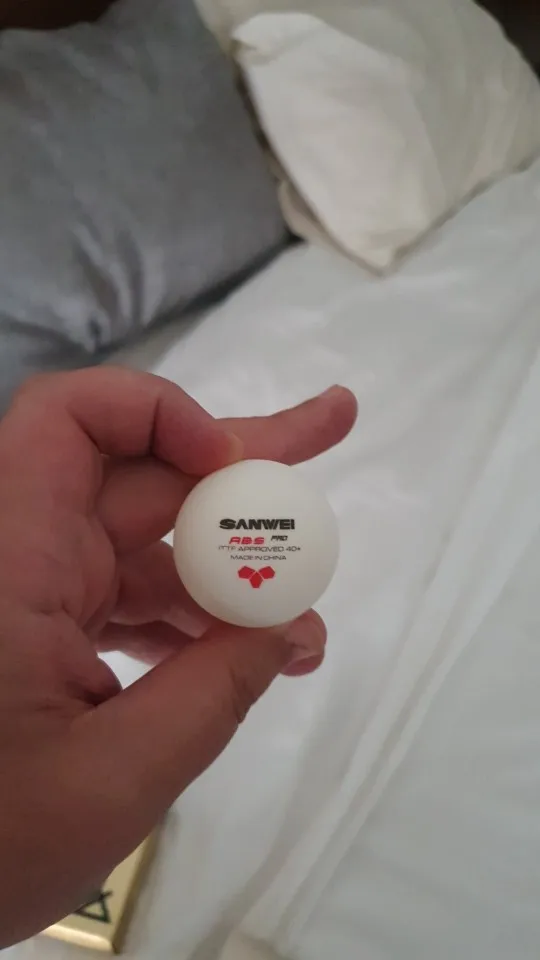 SANWEI
ABS PRO
ITTF APPROVED 40+
MADE IN CHINA